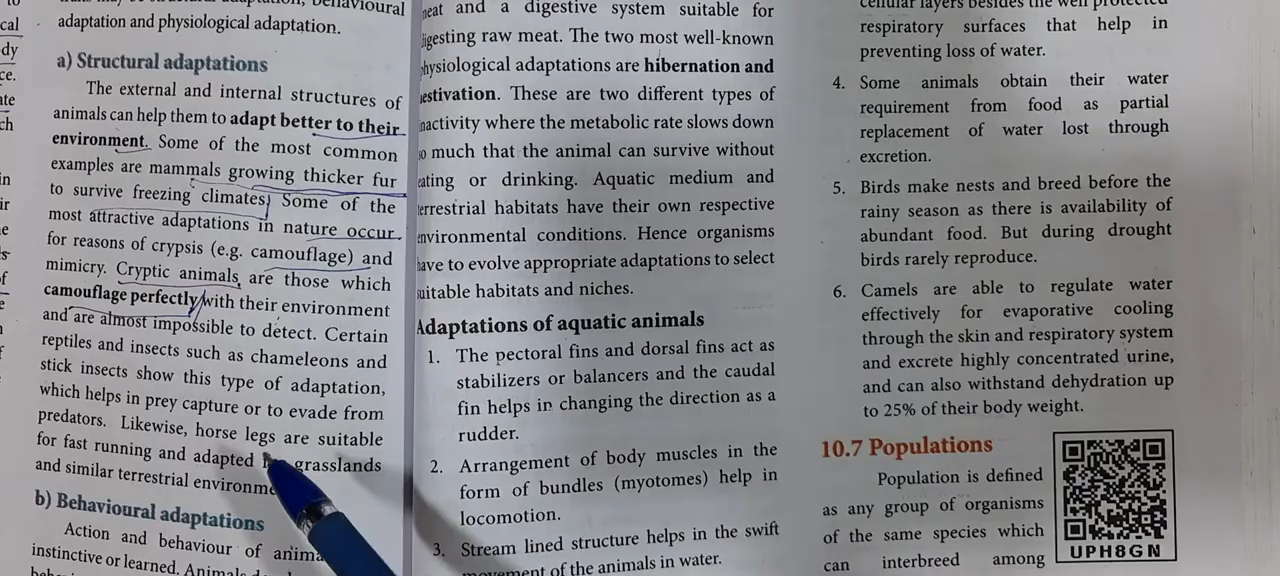 cal
dy
ce.
ate
ch
in
ir
e
s-
of
e
n
f
behavioural
adaptation and physiological adaptation.
a) Structural adaptations
The external and internal structures of
animals can help them to adapt better to their
environment. Some of the most common
examples are mammals growing thicker fur
to survive freezing climates. Some of the
most attractive adaptations in nature occur
for reasons of crypsis (e.g. camouflage) and
mimicry. Cryptic animals, are those which
camouflage perfectly with their environment
and are almost impossible to detect. Certain
reptiles and insects such as chameleons and
stick insects show this type of adaptation,
which helps in prey capture or to evade from
predators. Likewise, horse legs are suitable
for fast running and adapted grasslands
and similar terrestrial environme
b) Behavioural adaptations
Action and behaviour of anima
instinctive or learned. Animals
meat and a digestive system suitable for
digesting raw meat. The two most well-known
physiological adaptations are hibernation and
estivation. These are two different types of
inactivity where the metabolic rate slows down
so much that the animal can survive without
eating or drinking. Aquatic medium and
terrestrial habitats have their own respective
environmental conditions. Hence organisms
have to evolve appropriate adaptations to select
suitable habitats and niches.
Adaptations of aquatic animals
1. The pectoral fins and dorsal fins act as
stabilizers or balancers and the caudal
fin helps in changing the direction as a
rudder.
2. Arrangement of body muscles in the
form of bundles (myotomes) help in
locomotion.
3. Stream lined structure helps in the swift
movement of the animals in water.
cellular layers besides the well protected
respiratory surfaces that help in
preventing loss of water.
4. Some animals obtain their water
requirement from food as partial
replacement of water lost through
excretion.
5. Birds make nests and breed before the
rainy season as there is availability of
abundant food. But during drought
birds rarely reproduce.
6. Camels are able to regulate water
effectively for evaporative cooling
through the skin and respiratory system
and excrete highly concentrated urine,
and can also withstand dehydration up
to 25% of their body weight.
10.7 Populations
Population is defined
as any group of organisms
of the same species which
can interbreed among
UPH8GN